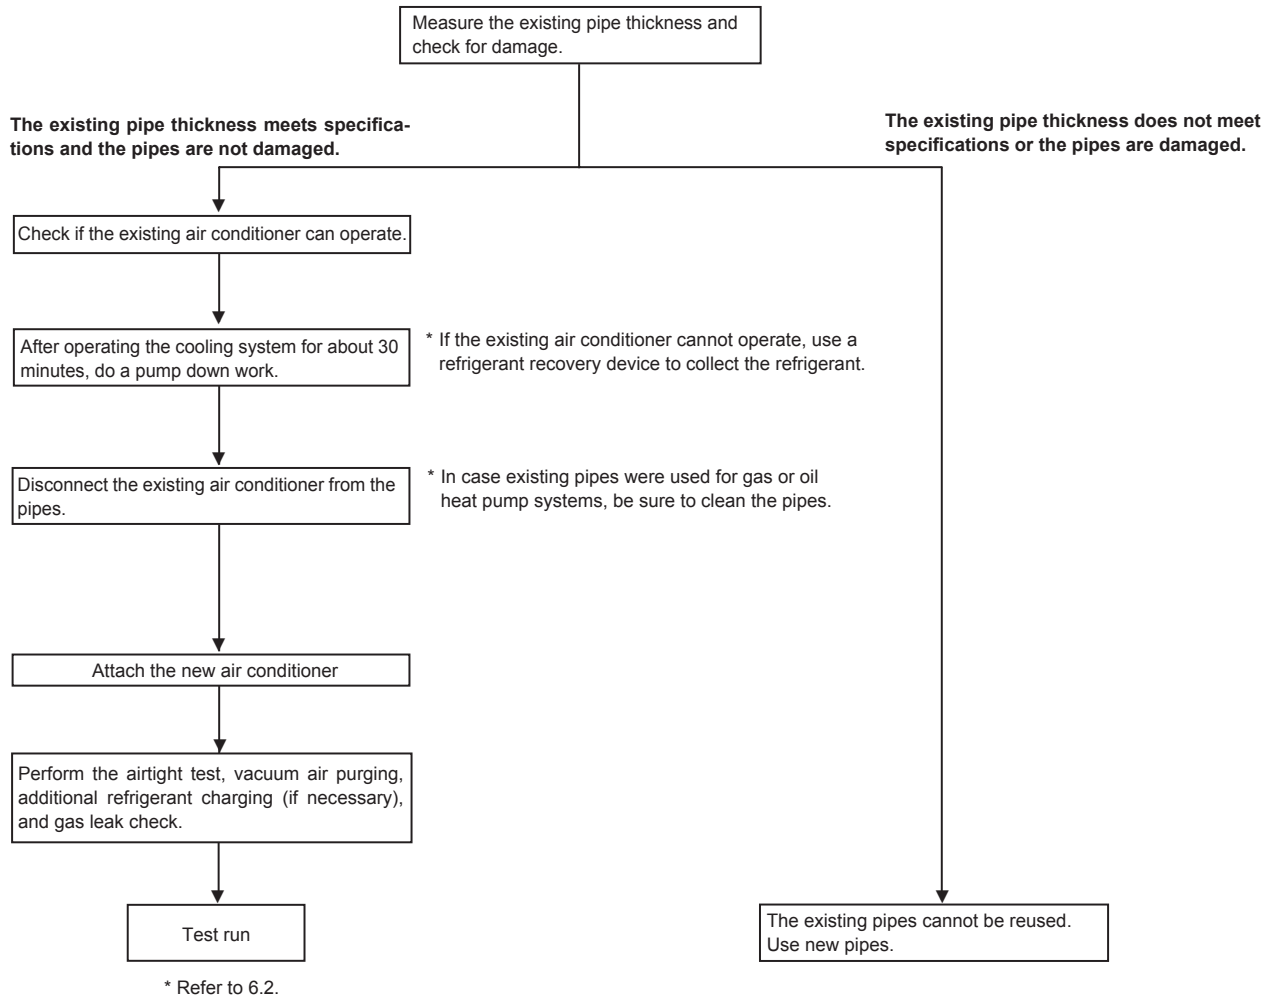 Measure the existing pipe thickness and
check for damage.
The existing pipe thickness meets specifica-
tions and the pipes are not damaged.
The existing pipe thickness does not meet
specifications or the pipes are damaged.
Check if the existing air conditioner can operate.
After operating the cooling system for about 30
minutes, do a pump down work.
* If the existing air conditioner cannot operate, use a
refrigerant recovery device to collect the refrigerant.
Disconnect the existing air conditioner from the
pipes.
* In case existing pipes were used for gas or oil
heat pump systems, be sure to clean the pipes.
Attach the new air conditioner
Perform the airtight test, vacuum air purging,
additional refrigerant charging (if necessary),
and gas leak check.
Test run
* Refer to 6.2.
The existing pipes cannot be reused.
Use new pipes.